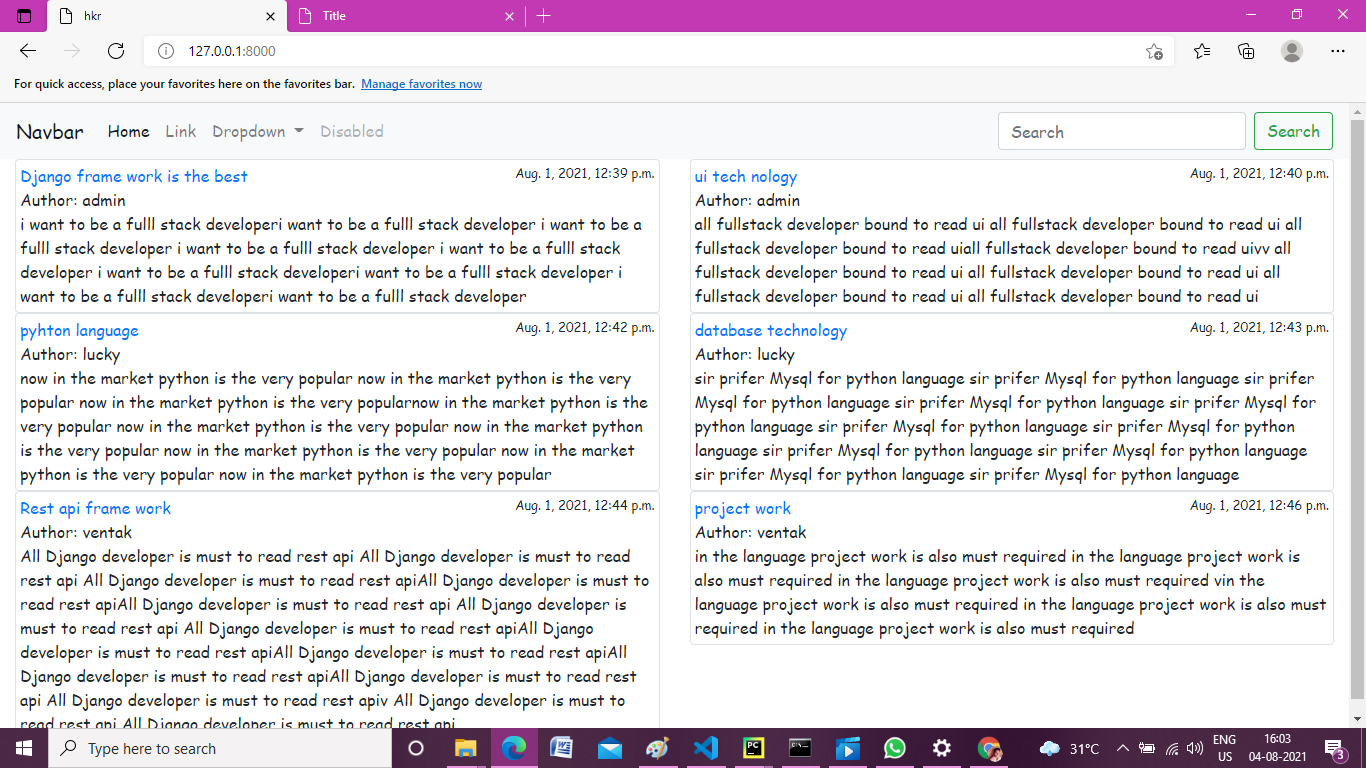 hkr
Title
127.0.0.1:8000
For quick access, place your favorites here on the favorites bar. Manage favorites now
Navbar Home Link Dropdown Disabled Search Search
Django frame work is the best Aug. 1, 2021, 12:39 p.m.
Author: admin
i want to be a fulll stack developeri want to be a fulll stack developer i want to be a
fulll stack developer i want to be a fulll stack developer i want to be a fulll stack
developer i want to be a fulll stack developeri want to be a fulll stack developer i
want to be a fulll stack developeri want to be a fulll stack developer
ui tech nology Aug. 1, 2021, 12:40 p.m.
Author: admin
all fullstack developer bound to read ui all fullstack developer bound to read ui all
fullstack developer bound to read uiall fullstack developer bound to read uivv all
fullstack developer bound to read ui all fullstack developer bound to read ui all
fullstack developer bound to read ui all fullstack developer bound to read ui
pyhton language Aug. 1, 2021, 12:42 p.m.
Author: lucky
now in the market python is the very popular now in the market python is the very
popular now in the market python is the very popularnow in the market python is the
very popular now in the market python is the very popular now in the market python
is the very popular now in the market python is the very popular now in the market
python is the very popular now in the market python is the very popular
database technology Aug. 1, 2021, 12:43 p.m.
Author: lucky
sir prifer Mysql for python language sir prifer Mysql for python language sir prifer
Mysql for python language sir prifer Mysql for python language sir prifer Mysql for
python language sir prifer Mysql for python language sir prifer Mysql for python
language sir prifer Mysql for python language sir prifer Mysql for python language
sir prifer Mysql for python language sir prifer Mysql for python language
Rest api frame work Aug. 1, 2021, 12:44 p.m.
Author: ventak
All Django developer is must to read rest api All Django developer is must to read
rest api All Django developer is must to read rest apiAll Django developer is must to
read rest apiAll Django developer is must to read rest api All Django developer is
must to read rest api All Django developer is must to read rest apiAll Django
developer is must to read rest apiAll Django developer is must to read rest apiAll
Django developer is must to read rest apiAll Django developer is must to read rest
api All Django developer is must to read rest apiv All Django developer is must to
read rest api All Django developer is must to read rest api
project work Aug. 1, 2021, 12:46 p.m.
Author: ventak
in the language project work is also must required in the language project work is
also must required in the language project work is also must required vin the
language project work is also must required in the language project work is also must
required in the language project work is also must required
Type here to search
31°C
ENG
US
16:03
04-08-2021
3